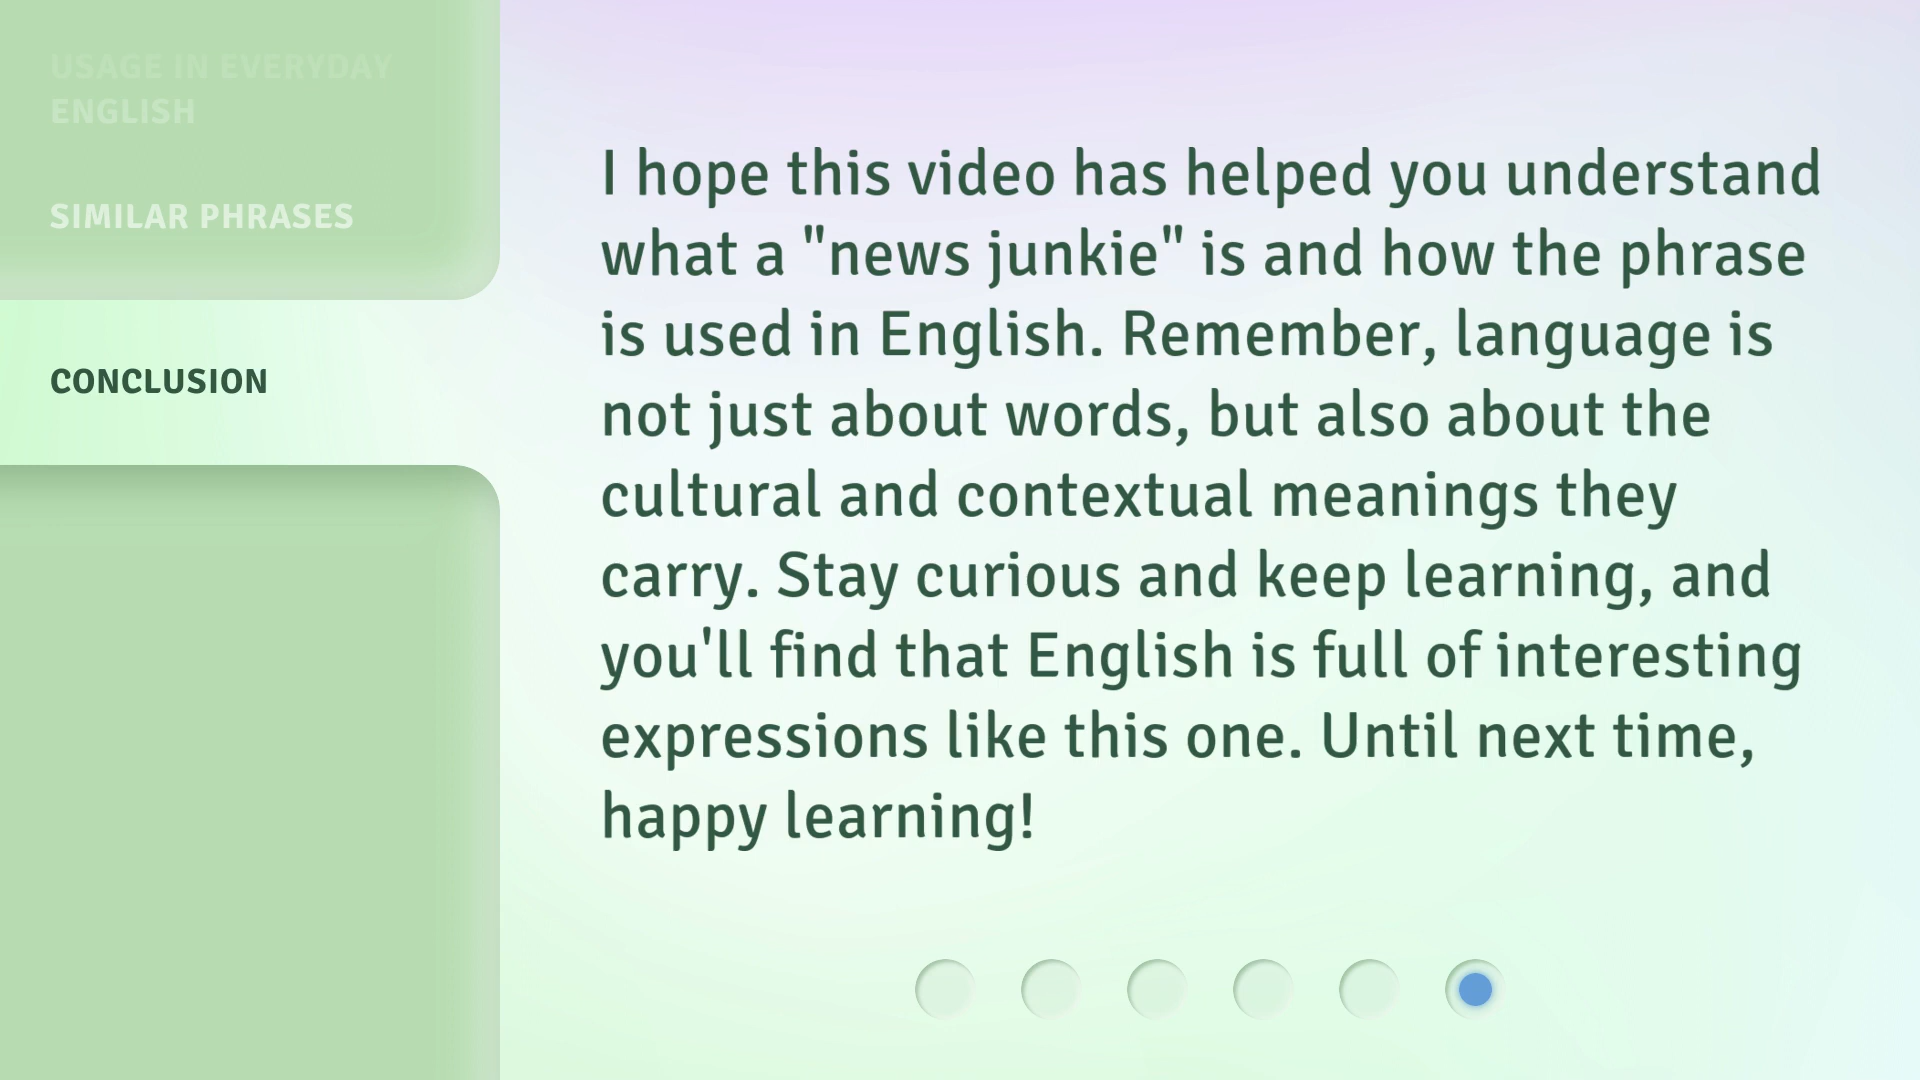 USAGE IN EVERYDAY
ENGLISH
SIMILAR PHRASES
CONCLUSION
I hope this video has helped you understand
what a "news junkie" is and how the phrase
is used in English. Remember, language is
not just about words, but also about the
cultural and contextual meanings they
carry. Stay curious and keep learning, and
you'll find that English is full of interesting
expressions like this one. Until next time,
happy learning!